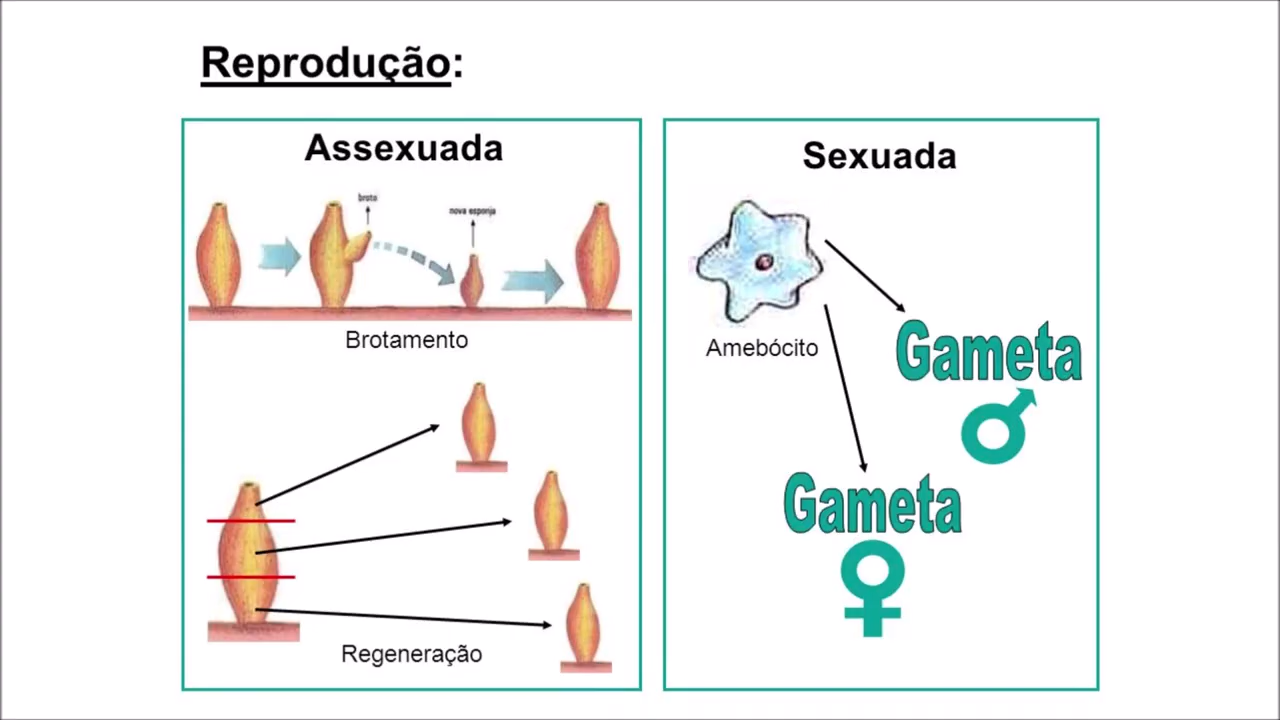 Reprodução:
Assexuada
broto
nova esponja
Brotamento
Regeneração
Sexuada
Amebócito
Gameta
Gameta